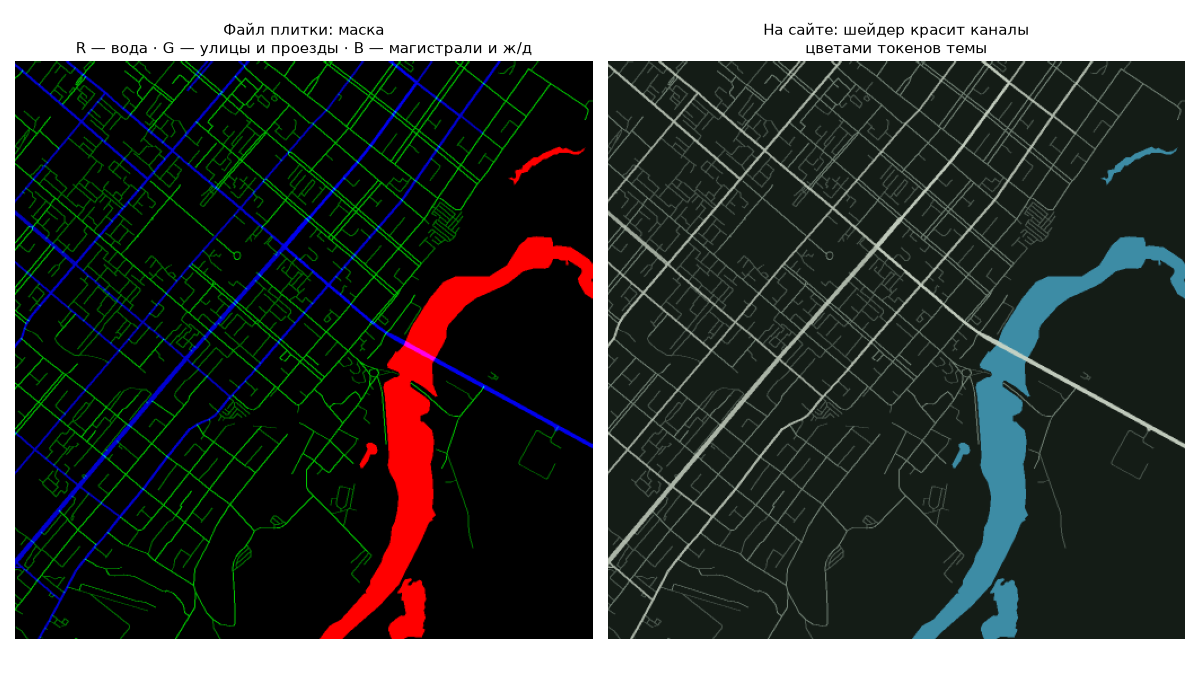 Файл плитки: маска
R — вода · G — улицы и проезды · B — магистрали и ж/д
На сайте: шейдер красит каналы
цветами токенов темы